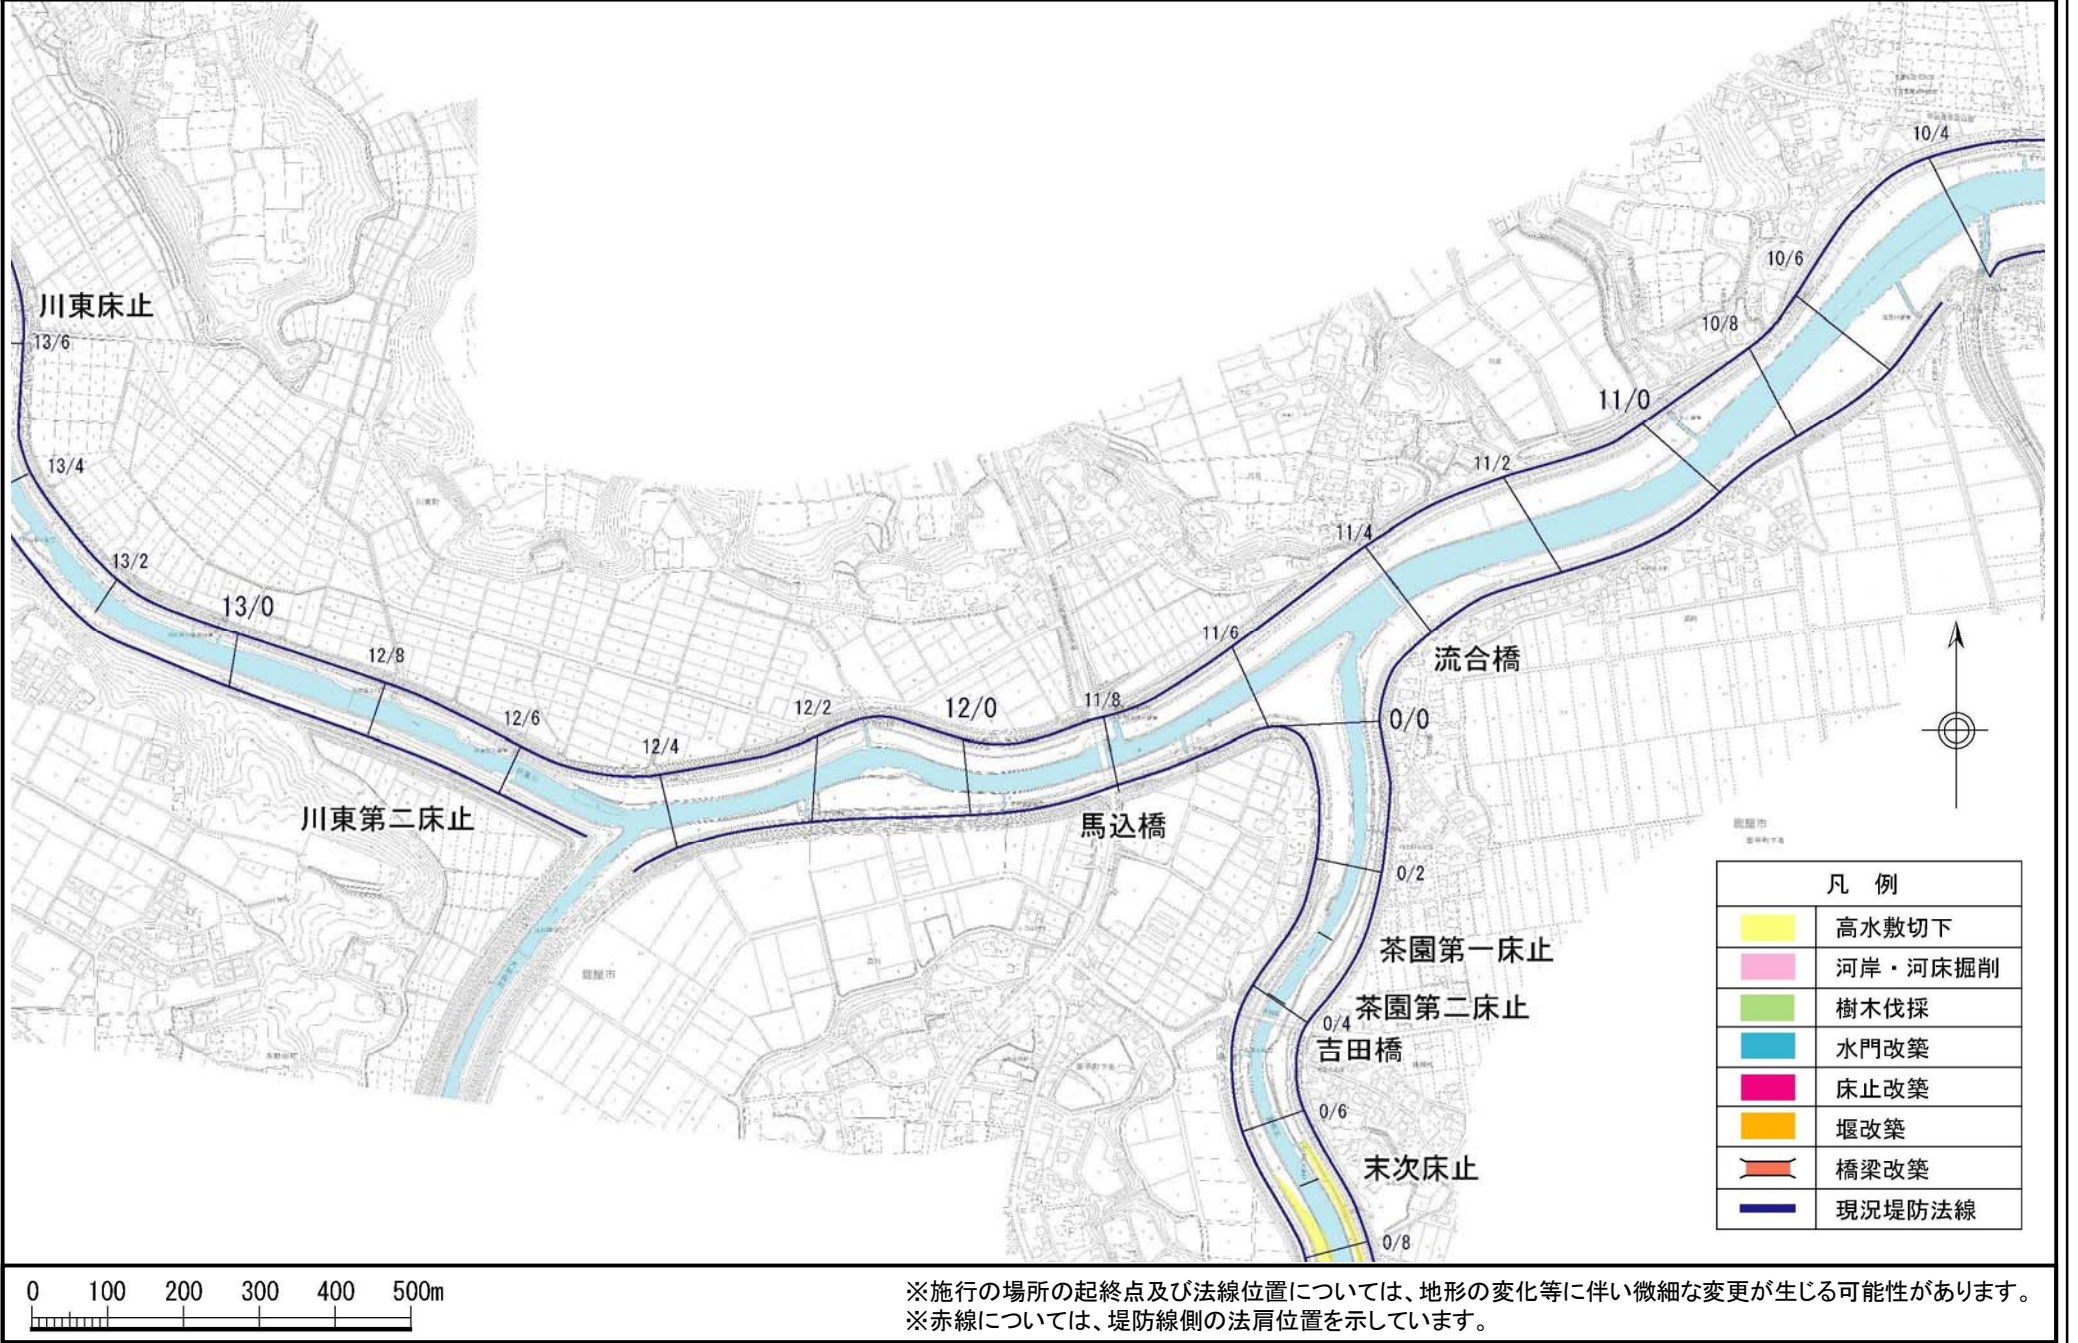 10/4
10/6
川東床止
10/8
13/6
11/0
13/4
11/2
11/4
13/2
13/0
11/6
12/8
流合橋
12/6
12/2
12/0
11/8
0/0
12/4
川東第二床止
馬込橋
鹿屋市
0/2
凡 例
高水敷切下
河岸・河床掘削
樹木伐採
水門改築
床止改築
堰改築
橋梁改築
現況堤防法線
茶園第一床止
鹿屋市
茶園第二床止
0/4
吉田橋
0/6
末次床止
0/8
0 100 200 300 400 500m
※施行の場所の起終点及び法線位置については、地形の変化等に伴い微細な変更が生じる可能性があります。
※赤線については、堤防線側の法肩位置を示しています。